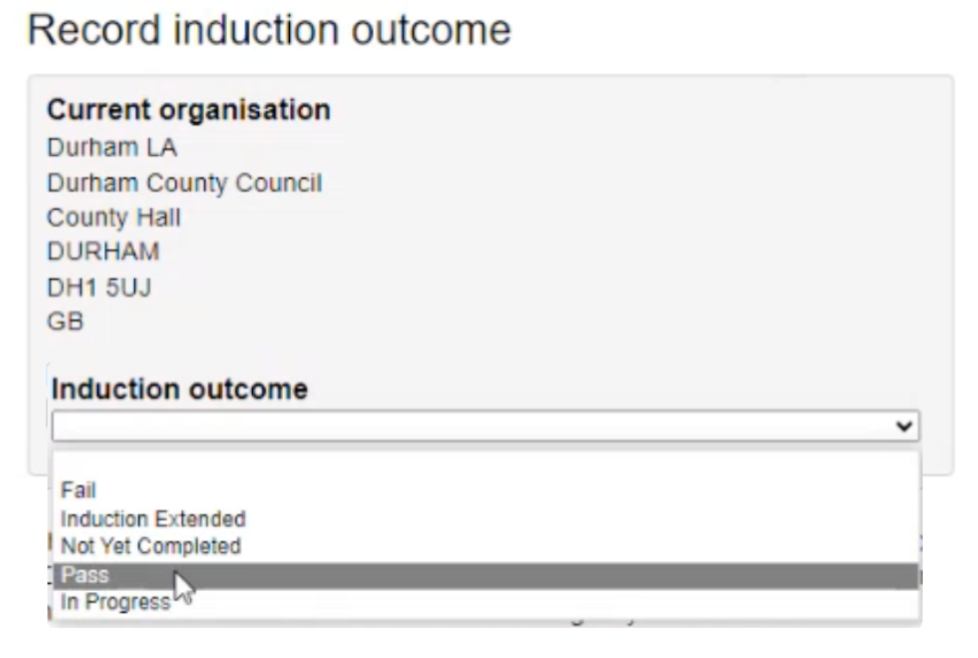 Record induction outcome
Current organisation
Durham LA
Durham County Council
County Hall
DURHAM
DH1 5UJ
GB
Induction outcome
Fail
Induction Extended
Not Yet Completed
Pass
In Progress